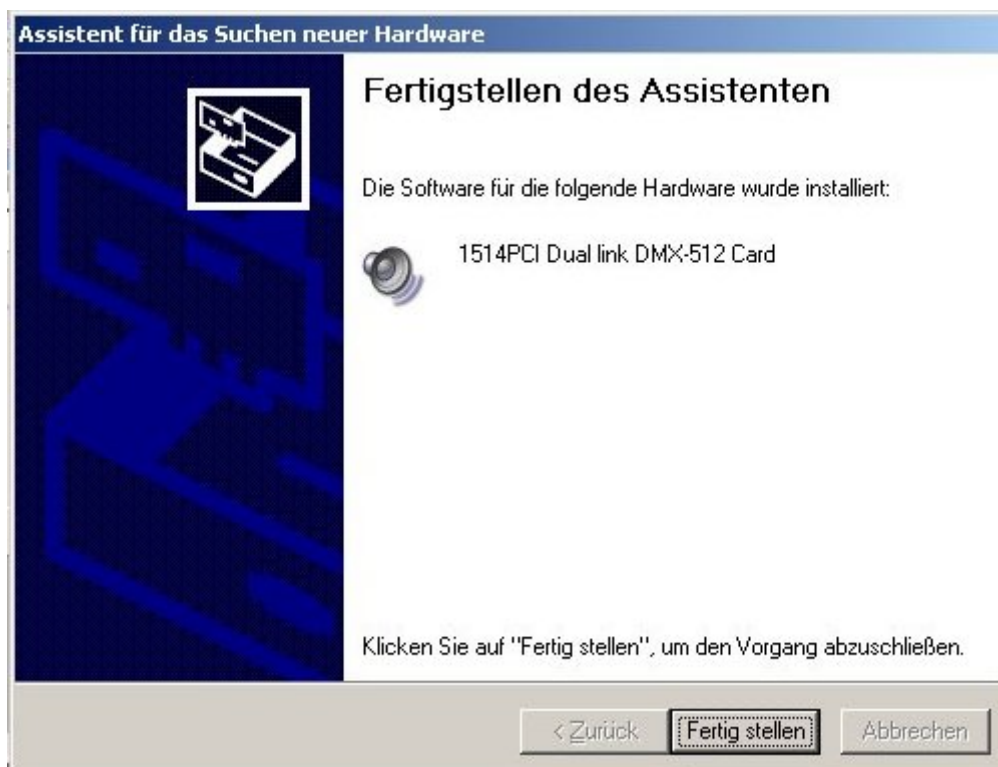 Assistent für das Suchen neuer Hardware
Fertigstellen des Assistenten
Die Software für die folgende Hardware wurde installiert:
1514PCI Dual link DMX-512 Card
Klicken Sie auf "Fertig stellen", um den Vorgang abzuschließen.
< Zurück Fertig stellen Abbrechen